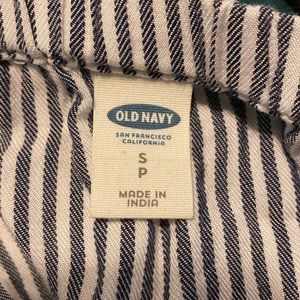 OLD NAVY
SAN FRANCISCO
CALIFORNIA
S
P
MADE IN
INDIA